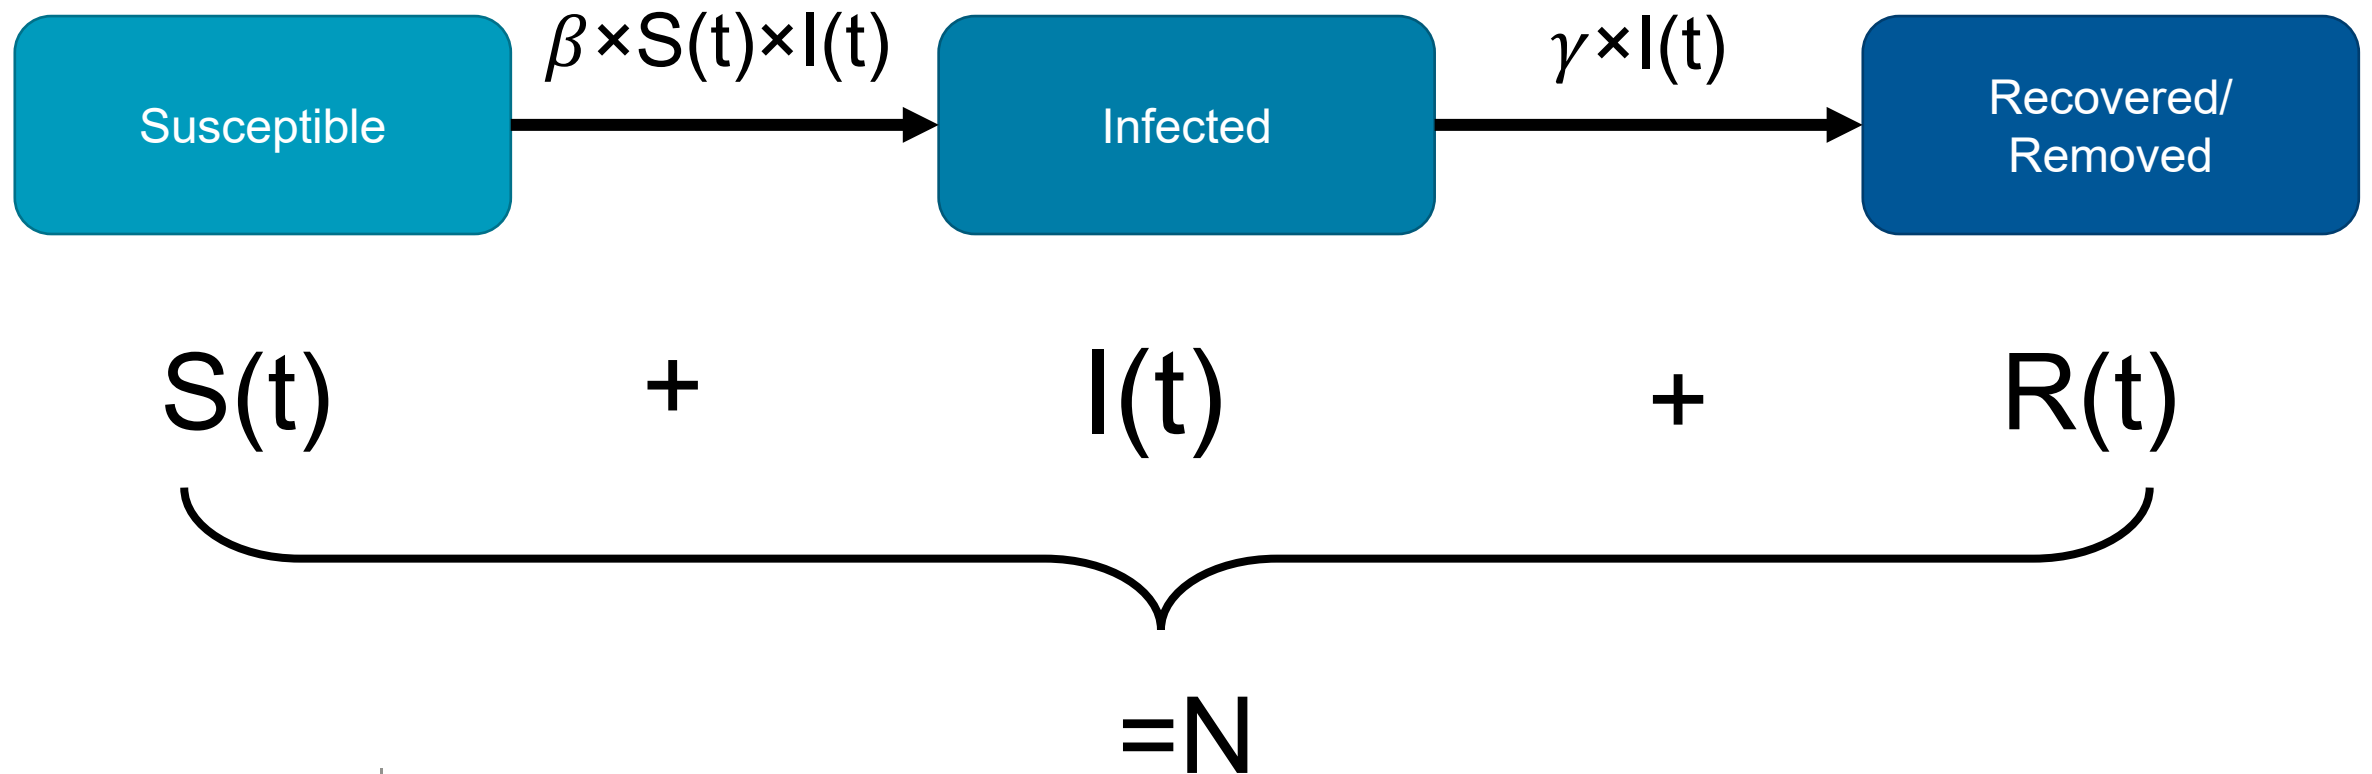 β×S(t)×I(t)
γ×I(t)
Susceptible
Infected
Recovered/
Removed
S(t) + I(t) + R(t)
=N